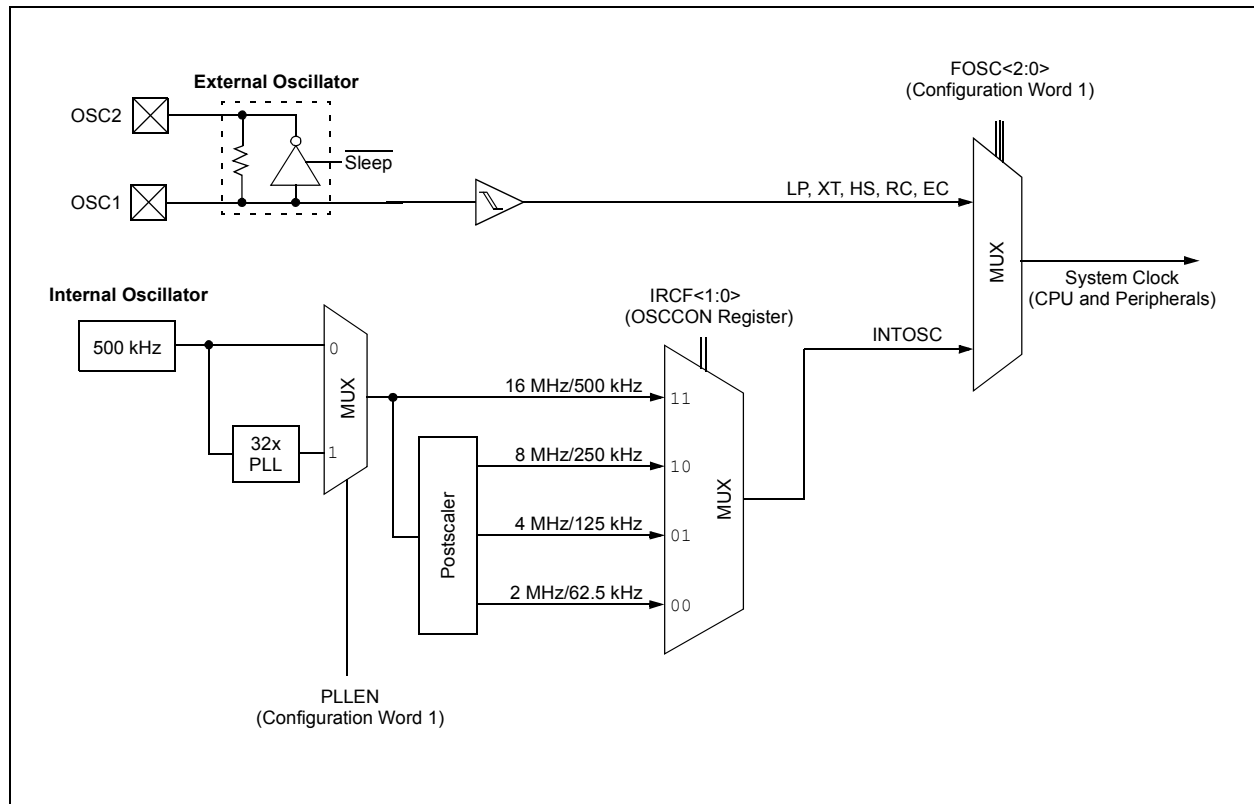 FOSC<2:0>
(Configuration Word 1)
External Oscillator
OSC2
Sleep
OSC1
LP, XT, HS, RC, EC
MUX
System Clock
(CPU and Peripherals)
Internal Oscillator
IRCF<1:0>
(OSCCON Register)
500 kHz
0
MUX
INTOSC
16 MHz/500 kHz
11
32x
PLL
1
8 MHz/250 kHz
10
MUX
Postscaler
4 MHz/125 kHz
01
2 MHz/62.5 kHz
00
PLLEN
(Configuration Word 1)